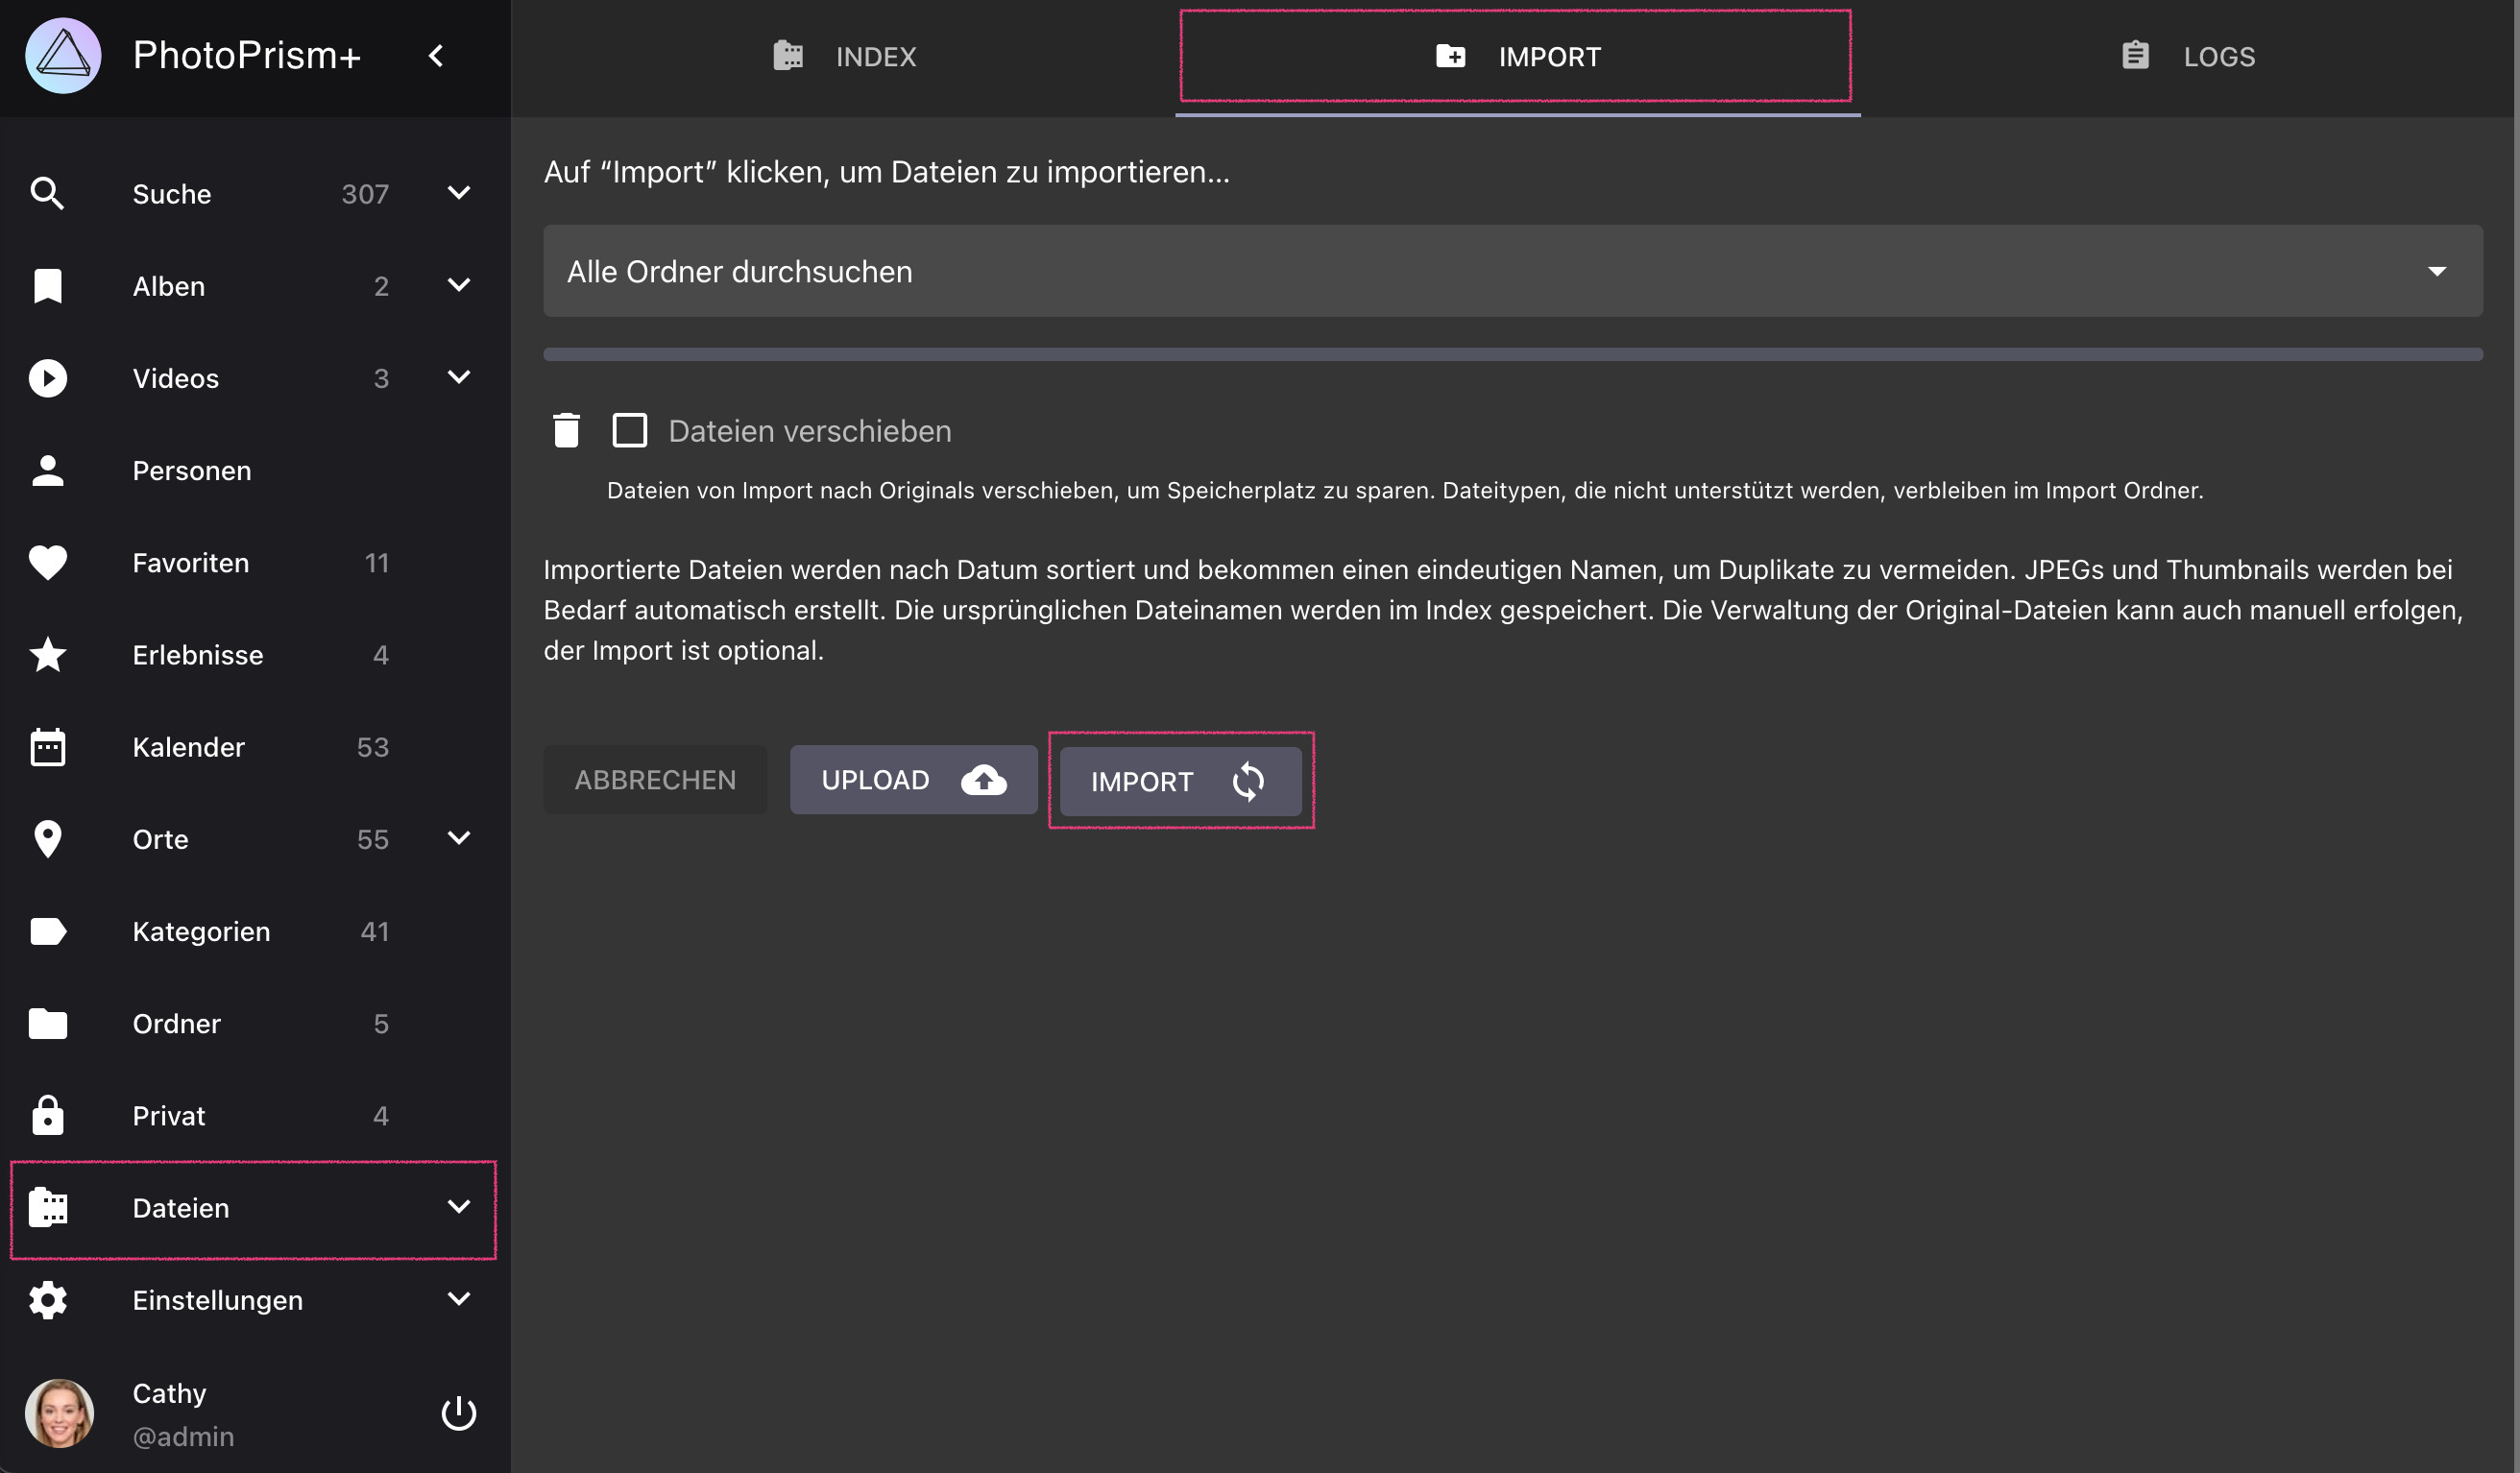 PhotoPrism+
Suche 307
Alben 2
Videos 3
Personen
Favoriten 11
Erlebnisse 4
Kalender 53
Orte 55
Kategorien 41
Ordner 5
Privat 4
Dateien
Einstellungen
Cathy
@admin
INDEX
IMPORT
LOGS
Auf “Import” klicken, um Dateien zu importieren…
Alle Ordner durchsuchen
Dateien verschieben
Dateien von Import nach Originals verschieben, um Speicherplatz zu sparen. Dateitypen, die nicht unterstützt werden, verbleiben im Import Ordner.
Importierte Dateien werden nach Datum sortiert und bekommen einen eindeutigen Namen, um Duplikate zu vermeiden. JPEGs und Thumbnails werden bei
Bedarf automatisch erstellt. Die ursprünglichen Dateinamen werden im Index gespeichert. Die Verwaltung der Original-Dateien kann auch manuell erfolgen,
der Import ist optional.
ABBRECHEN
UPLOAD
IMPORT